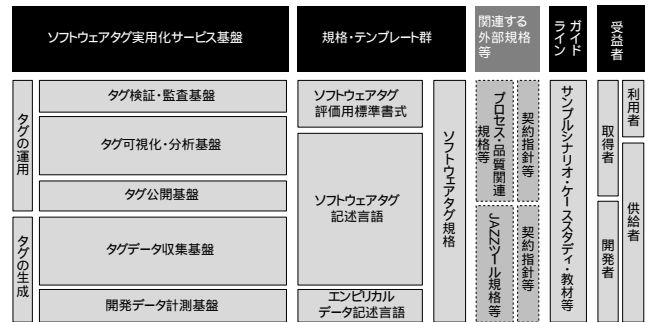 ソフトウェアタグ実用化サービス基盤
規格・テンプレート群
関連する
外部規格
等
ガイド
ライン
受益者
タグの運用
タグ検証・監査基盤
タグ可視化・分析基盤
タグ公開基盤
タグの生成
タグデータ収集基盤
開発データ計測基盤
ソフトウェアタグ
評価用標準書式
ソフトウェアタグ
記述言語
エンピリカル
データ記述言語
ソフトウェアタグ規格
プロセス・品質関連
規格等
契約指針等
JAZZツール規格等
契約指針等
サンプルシナリオ・ケーススタディ・教材等
取得者
開発者
利用者
供給者